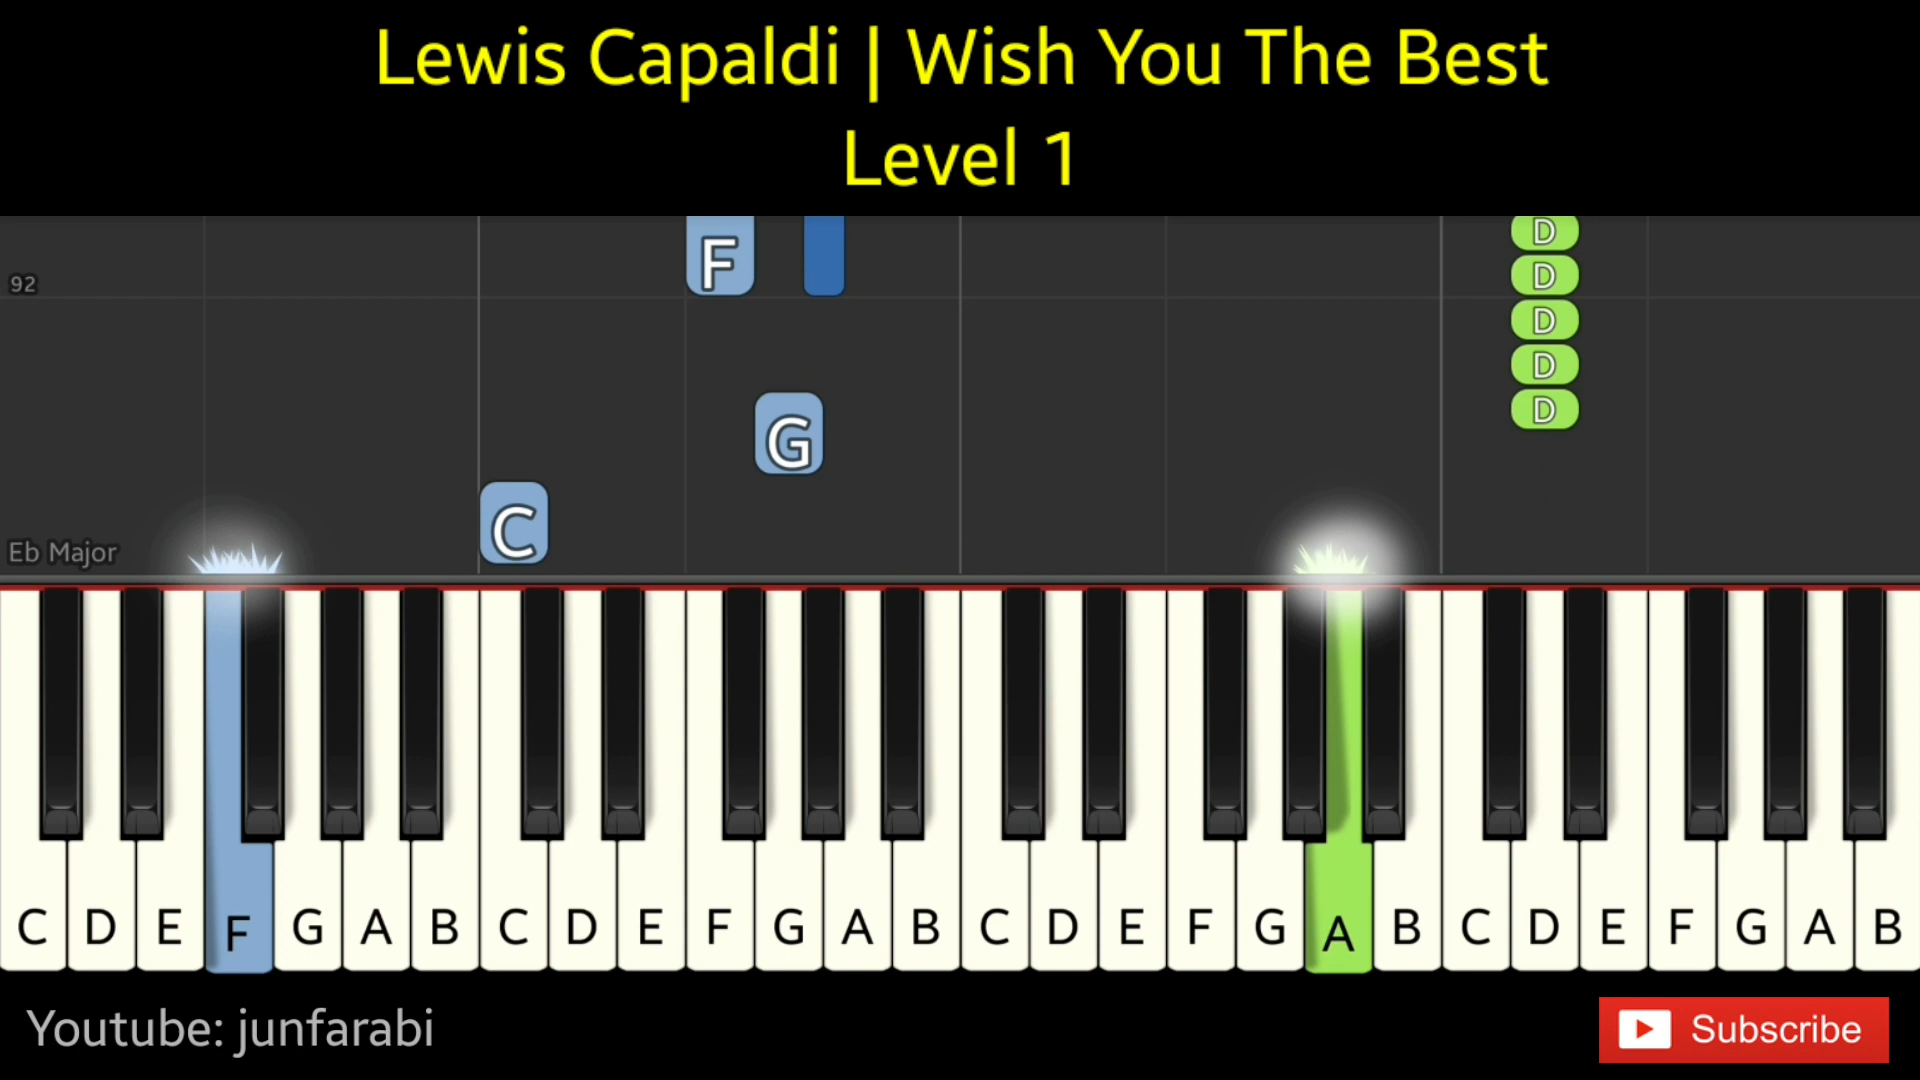 Lewis Capaldi | Wish You The Best
Level 1
F
D
92
D
D
D
D
G
C
Eb Major
C D E F G A B C D E F G A B C D E F G A B C D E F G A B
Youtube: junfarabi
Subscribe